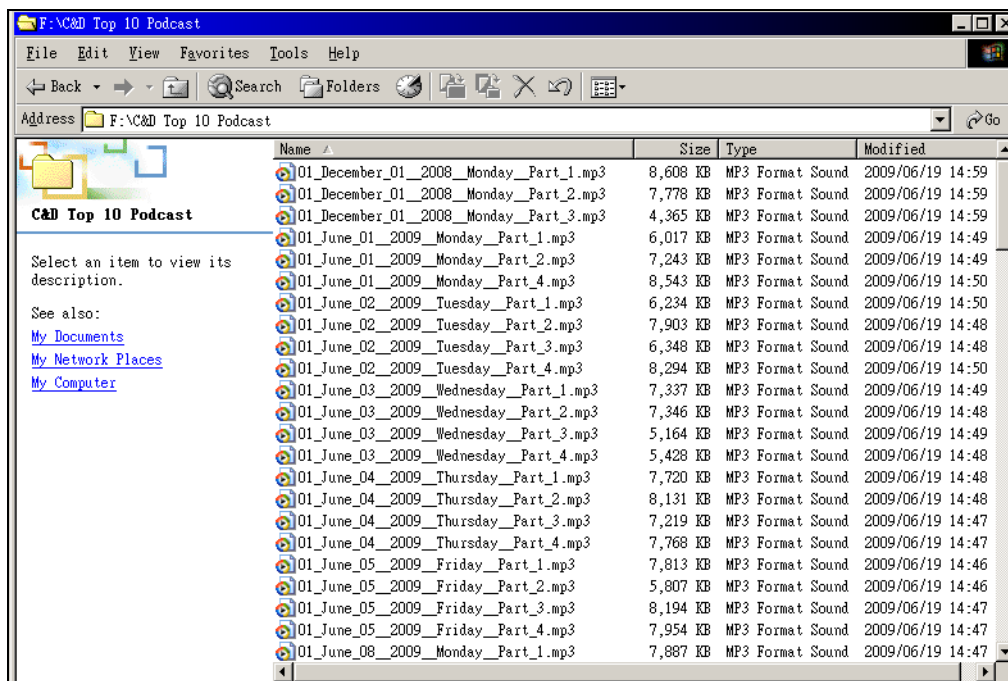 F:\C&D Top 10 Podcast
File Edit View Favorites Tools Help
Back Search Folders
Address F:\C&D Top 10 Podcast Go
C&D Top 10 Podcast
Select an item to view its
description.
See also:
My Documents
My Network Places
My Computer
Name Size Type Modified
01_December_01__2008__Monday__Part_1.mp3 8,608 KB MP3 Format Sound 2009/06/19 14:59
01_December_01__2008__Monday__Part_2.mp3 7,778 KB MP3 Format Sound 2009/06/19 14:59
01_December_01__2008__Monday__Part_3.mp3 4,365 KB MP3 Format Sound 2009/06/19 14:59
01_June_01__2009__Monday__Part_1.mp3 6,017 KB MP3 Format Sound 2009/06/19 14:49
01_June_01__2009__Monday__Part_2.mp3 7,243 KB MP3 Format Sound 2009/06/19 14:49
01_June_01__2009__Monday__Part_4.mp3 8,543 KB MP3 Format Sound 2009/06/19 14:50
01_June_02__2009__Tuesday__Part_1.mp3 6,234 KB MP3 Format Sound 2009/06/19 14:50
01_June_02__2009__Tuesday__Part_2.mp3 7,903 KB MP3 Format Sound 2009/06/19 14:48
01_June_02__2009__Tuesday__Part_3.mp3 6,348 KB MP3 Format Sound 2009/06/19 14:48
01_June_02__2009__Tuesday__Part_4.mp3 8,294 KB MP3 Format Sound 2009/06/19 14:50
01_June_03__2009__Wednesday__Part_1.mp3 7,337 KB MP3 Format Sound 2009/06/19 14:49
01_June_03__2009__Wednesday__Part_2.mp3 7,346 KB MP3 Format Sound 2009/06/19 14:48
01_June_03__2009__Wednesday__Part_3.mp3 5,164 KB MP3 Format Sound 2009/06/19 14:49
01_June_03__2009__Wednesday__Part_4.mp3 5,428 KB MP3 Format Sound 2009/06/19 14:48
01_June_04__2009__Thursday__Part_1.mp3 7,720 KB MP3 Format Sound 2009/06/19 14:48
01_June_04__2009__Thursday__Part_2.mp3 8,131 KB MP3 Format Sound 2009/06/19 14:48
01_June_04__2009__Thursday__Part_3.mp3 7,219 KB MP3 Format Sound 2009/06/19 14:47
01_June_04__2009__Thursday__Part_4.mp3 7,768 KB MP3 Format Sound 2009/06/19 14:47
01_June_05__2009__Friday__Part_1.mp3 7,813 KB MP3 Format Sound 2009/06/19 14:46
01_June_05__2009__Friday__Part_2.mp3 5,807 KB MP3 Format Sound 2009/06/19 14:46
01_June_05__2009__Friday__Part_3.mp3 8,194 KB MP3 Format Sound 2009/06/19 14:47
01_June_05__2009__Friday__Part_4.mp3 7,954 KB MP3 Format Sound 2009/06/19 14:47
01_June_08__2009__Monday__Part_1.mp3 7,887 KB MP3 Format Sound 2009/06/19 14:47